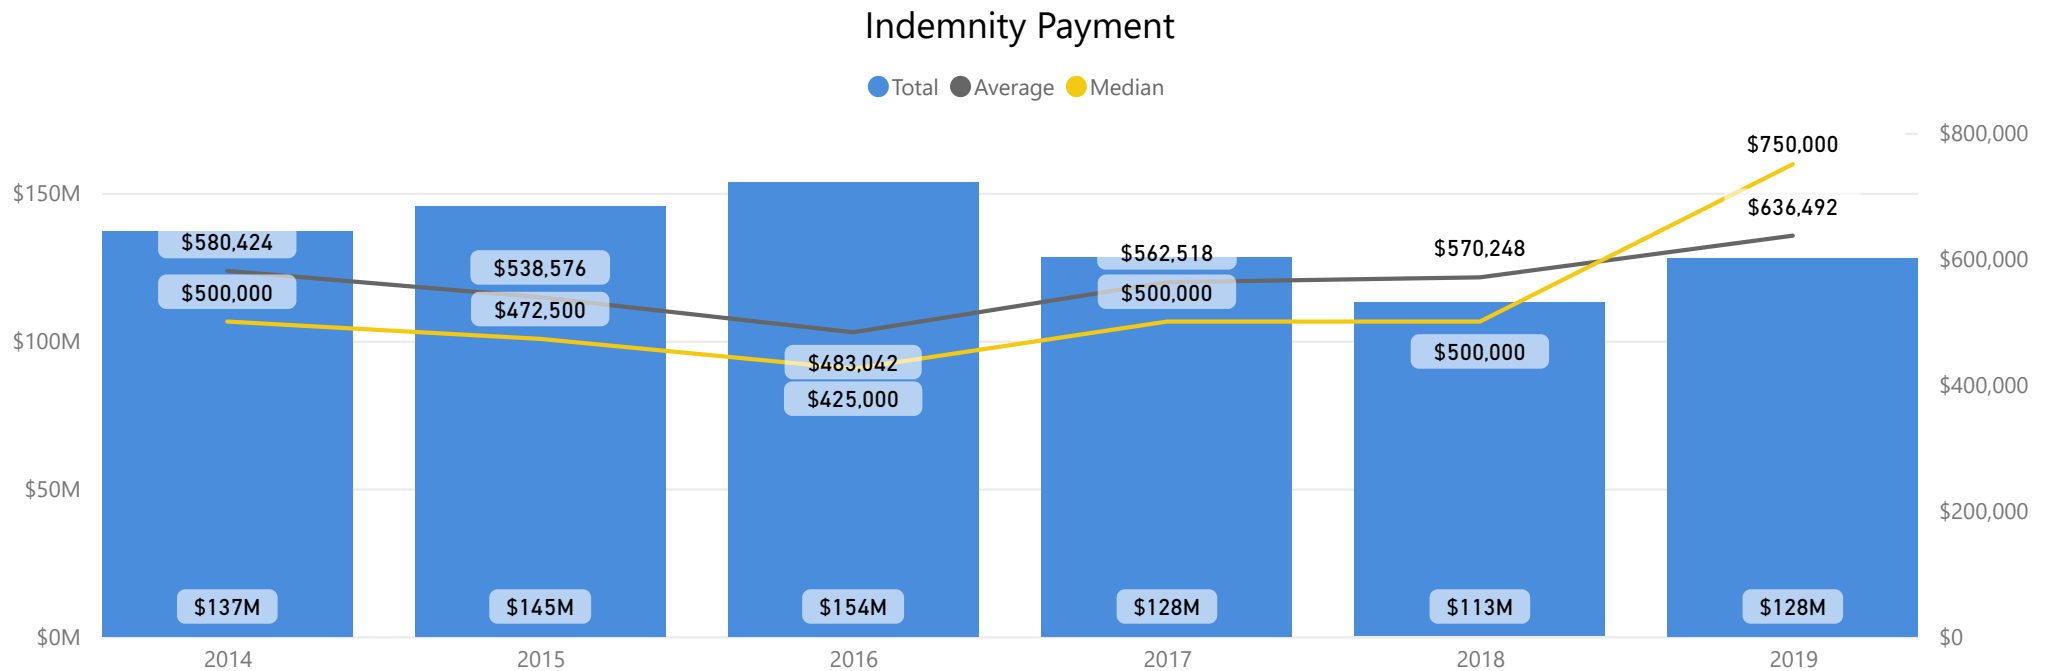 Indemnity Payment
Total Average Median
$800,000
$750,000
$150M
$636,492
$580,424
$538,576
$562,518
$570,248
$600,000
$500,000
$472,500
$500,000
$100M
$483,042
$500,000
$400,000
$425,000
$50M
$200,000
$137M $145M $154M $128M $113M $128M
$0M $0
2014 2015 2016 2017 2018 2019